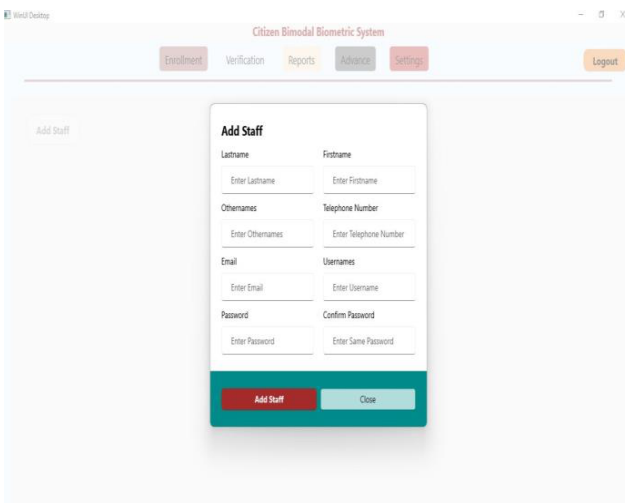 WinUI Desktop
Citizen Bimodal Biometric System
Enrollment Verification Reports Advance Settings Logout
Add Staff
Add Staff
Lastname Firstname
Enter Lastname Enter Firstname
Othernames Telephone Number
Enter Othernames Enter Telephone Number
Email Usernames
Enter Email Enter Username
Password Confirm Password
Enter Password Enter Same Password
Add Staff Close